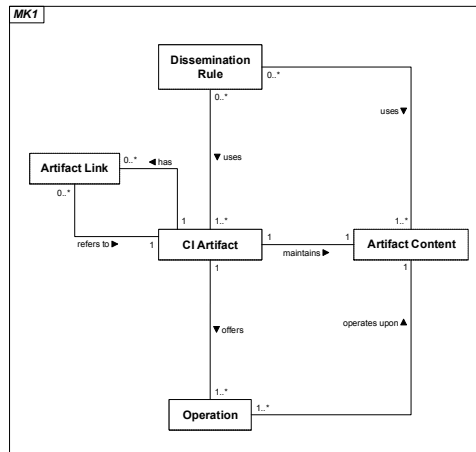 MK1
Dissemination
Rule
0..*
0..*
uses ▼
▼ uses
Artifact Link
0..*
◄ has
0..*
1
1..*
1..*
refers to ►
1
CI Artifact
1
maintains ►
1
Artifact Content
1
1
▼ offers
operates upon ▲
1..*
Operation
1..*